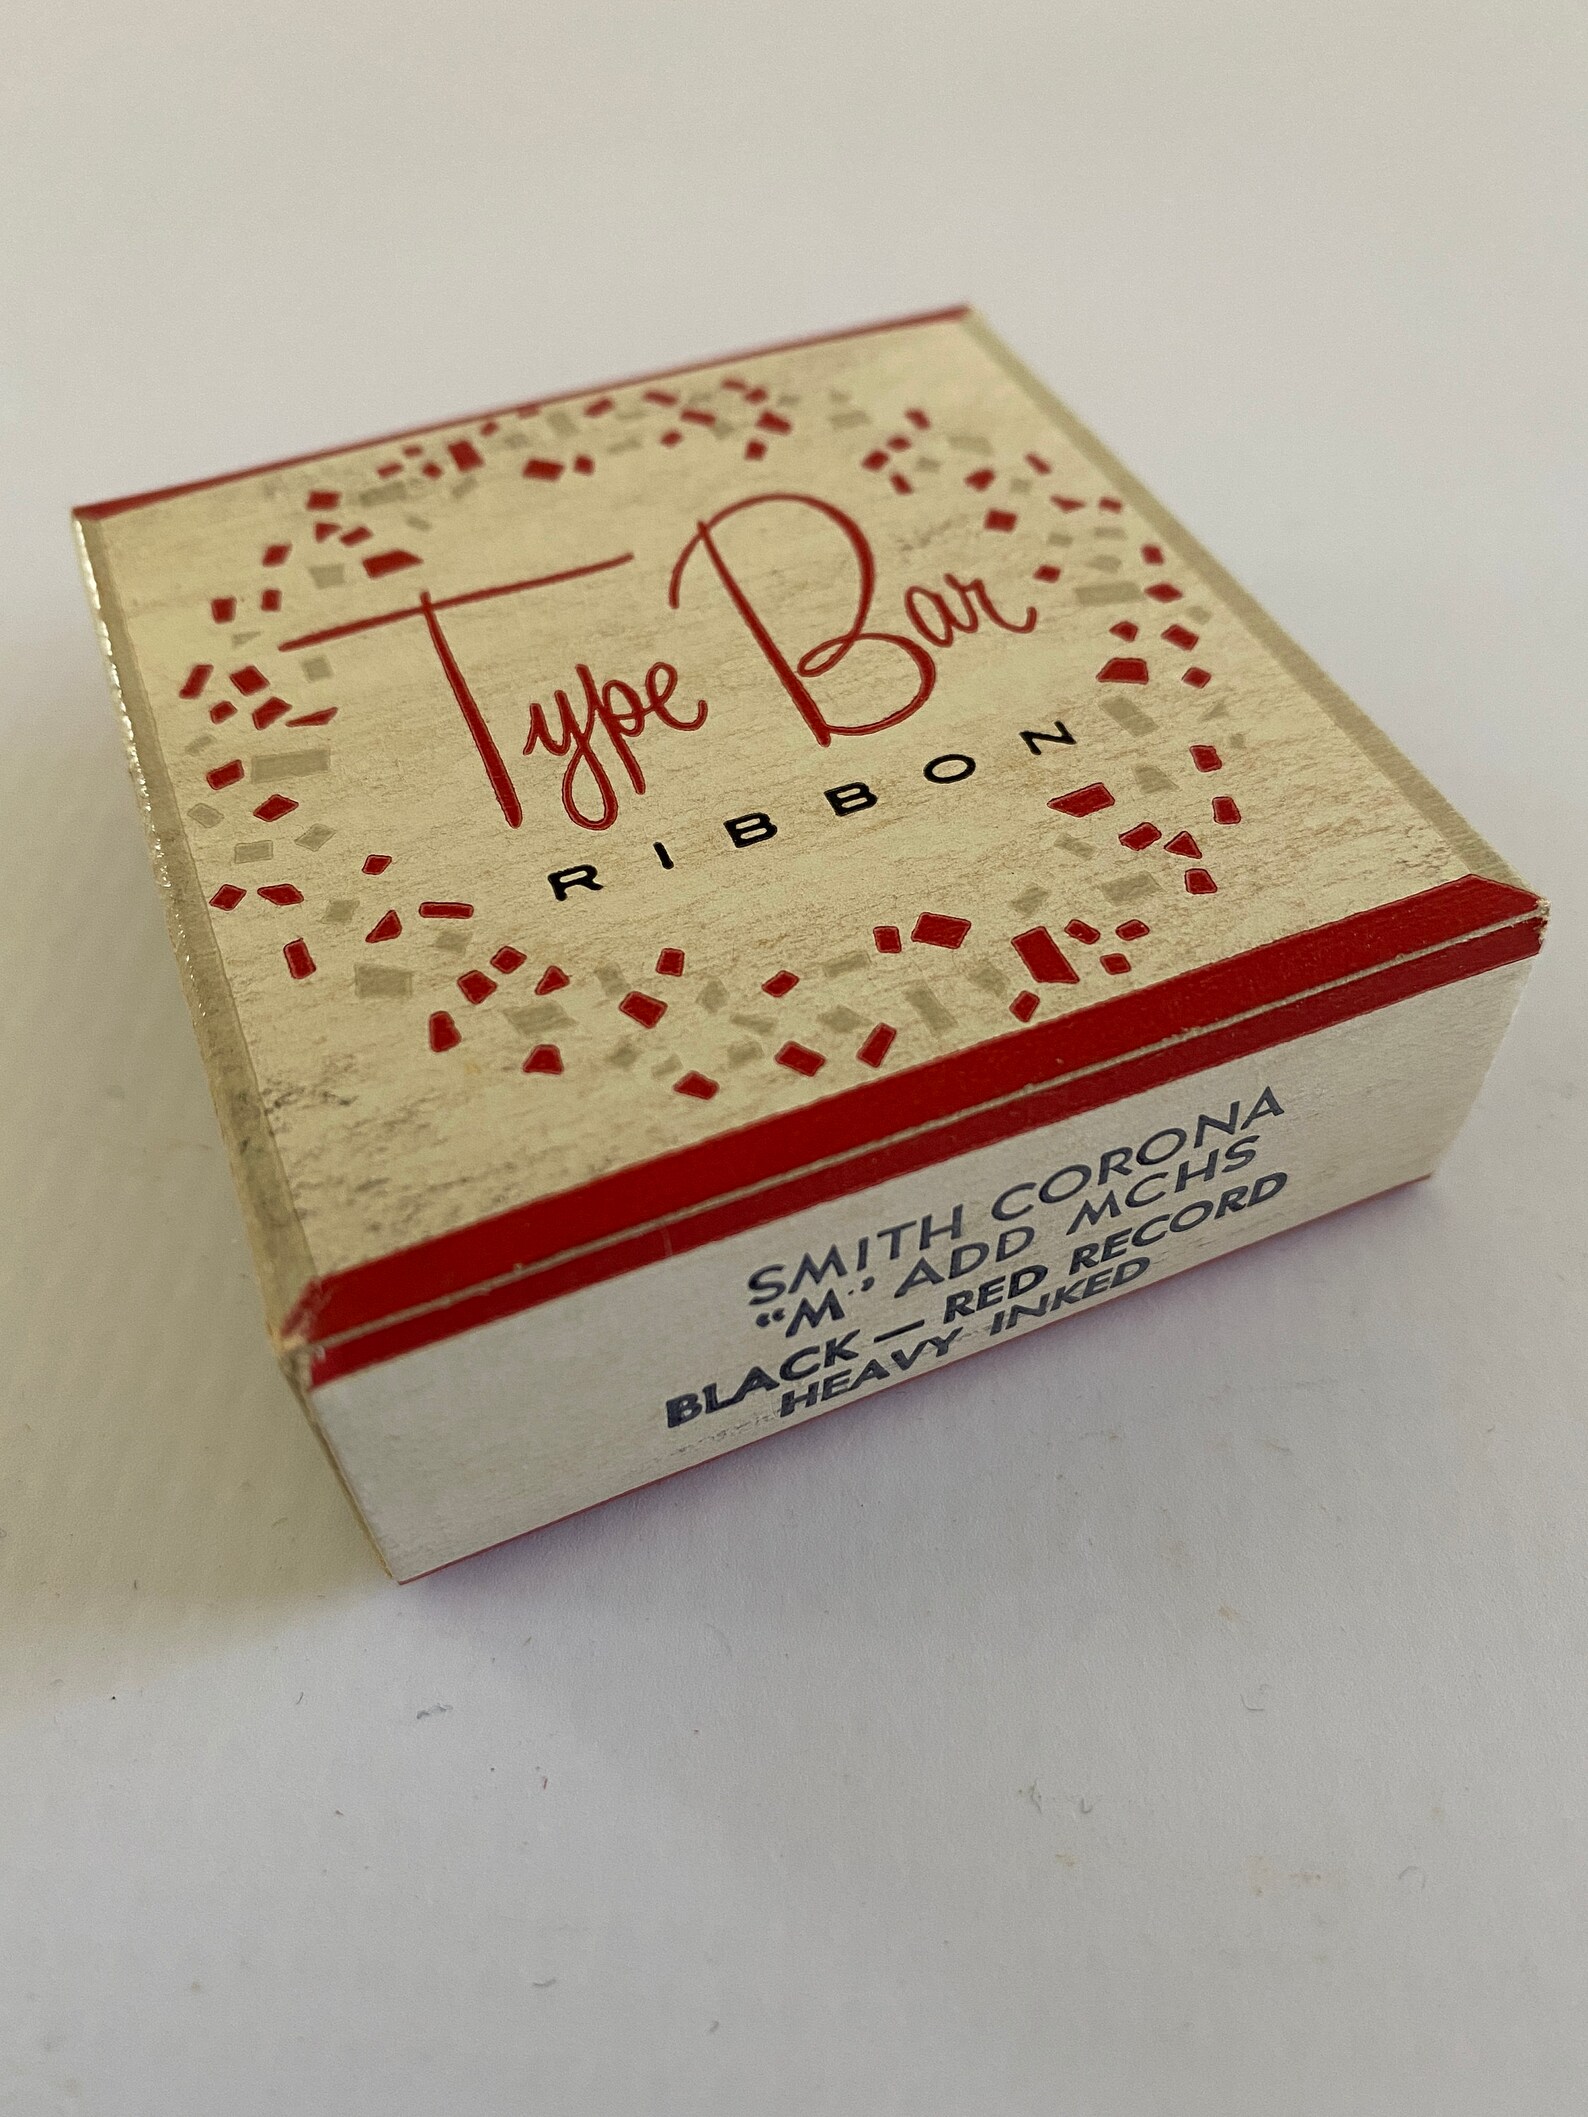 Type Bar
RIBBON
SMITH CORONA
"M" ADD MCHS
BLACK — RED RECORD
HEAVY INKED